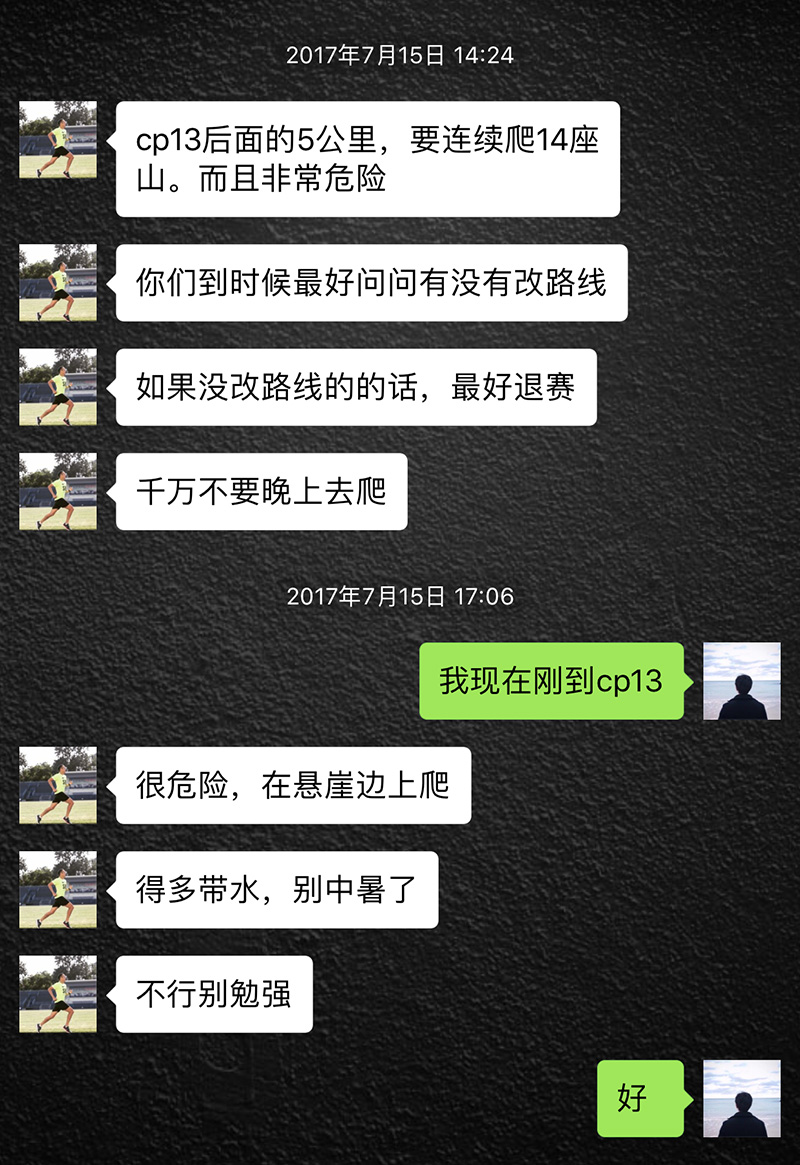 2017年7月15日 14:24
cp13后面的5公里，要连续爬14座
山。而且非常危险
你们到时候最好问问有没有改路线
如果没改路线的的话，最好退赛
千万不要晚上去爬
2017年7月15日 17:06
我现在刚到cp13
很危险，在悬崖边上爬
得多带水，别中暑了
不行别勉强
好